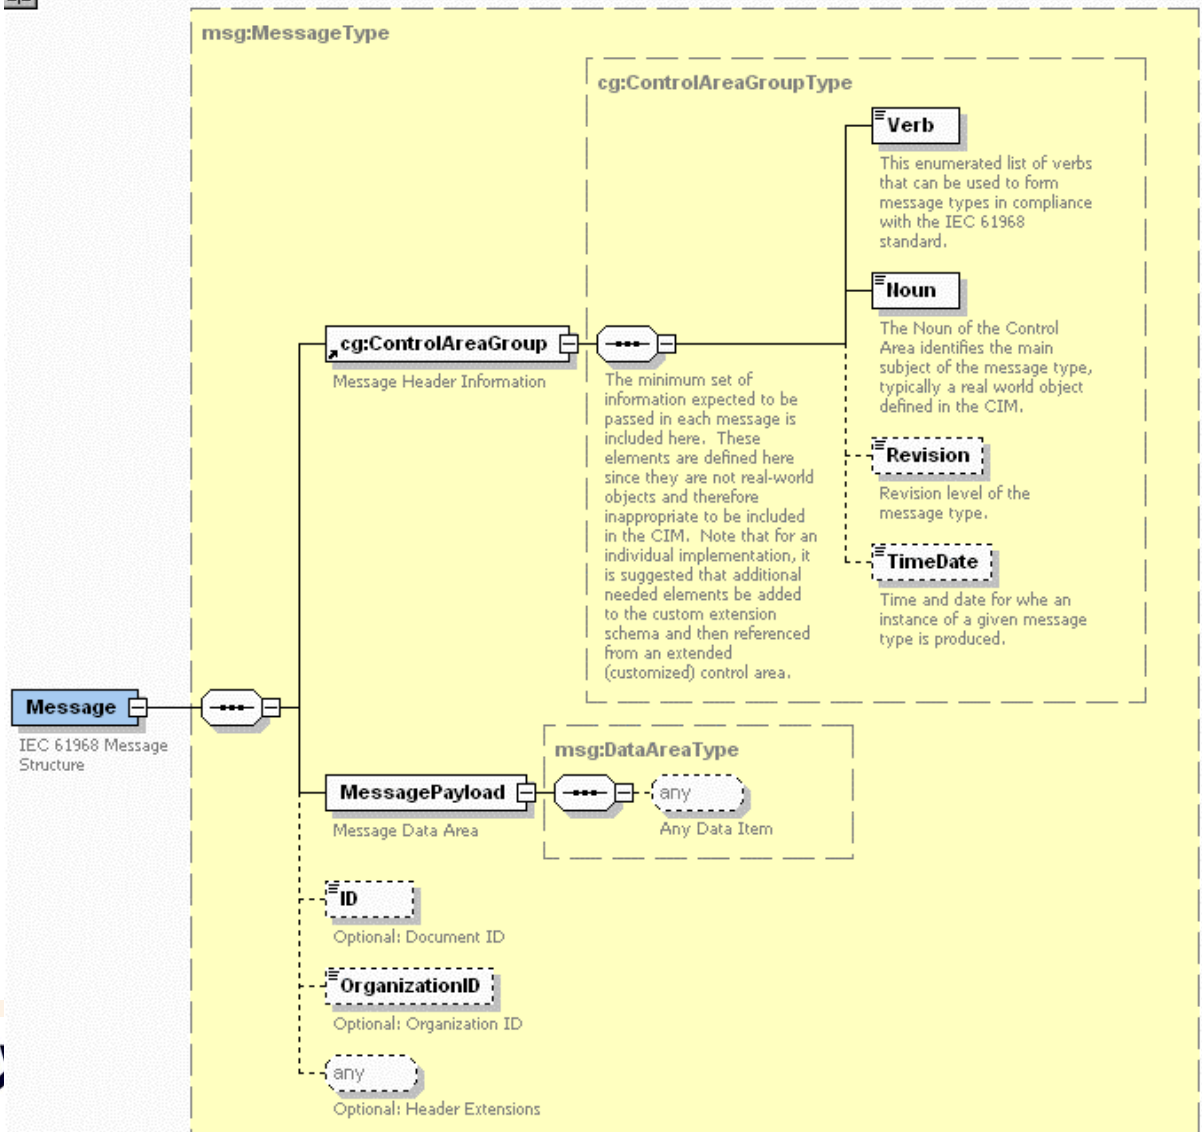 msg:MessageType
cg:ControlAreaGroupType
Verb
This enumerated list of verbs
that can be used to form
message types in compliance
with the IEC 61968
standard.
Noun
The Noun of the Control
Area identifies the main
subject of the message type,
typically a real world object
defined in the CIM.
cg:ControlAreaGroup
Message Header Information
The minimum set of
information expected to be
passed in each message is
included here.  These
elements are defined here
since they are not real-world
objects and therefore
inappropriate to be included
in the CIM.  Note that for an
individual implementation, it
is suggested that additional
needed elements be added
to the custom extension
schema and then referenced
from an extended
(customized) control area.
Revision
Revision level of the
message type.
TimeDate
Time and date for whe an
instance of a given message
type is produced.
Message
IEC 61968 Message
Structure
msg:DataAreaType
MessagePayload
Message Data Area
any
Any Data Item
ID
Optional: Document ID
OrganizationID
Optional: Organization ID
any
Optional: Header Extensions